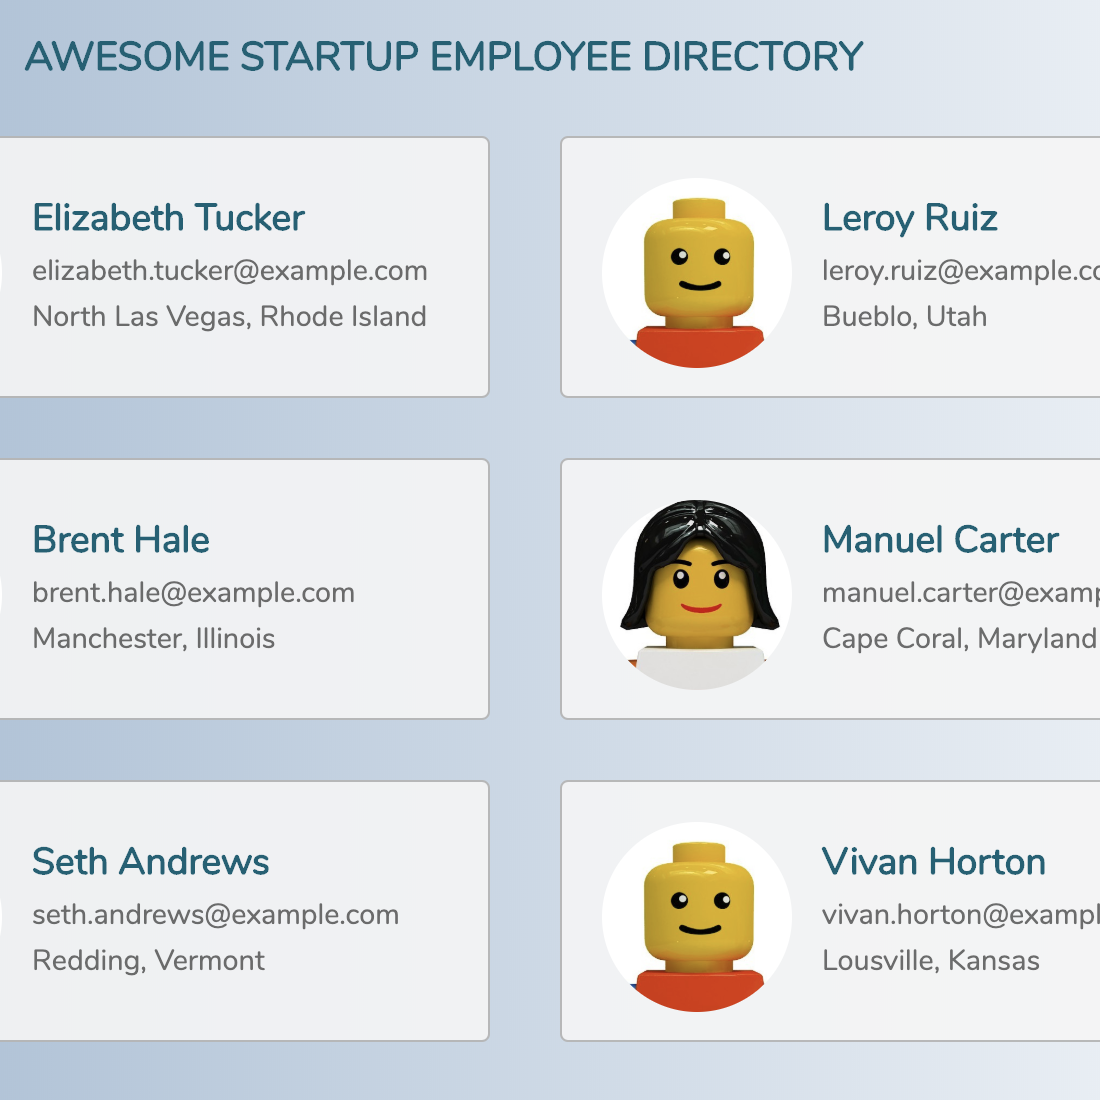 AWESOME STARTUP EMPLOYEE DIRECTORY
Elizabeth Tucker
elizabeth.tucker@example.com
North Las Vegas, Rhode Island
Leroy Ruiz
leroy.ruiz@example.co
Bueblo, Utah
Brent Hale
brent.hale@example.com
Manchester, Illinois
Manuel Carter
manuel.carter@examp
Cape Coral, Maryland
Seth Andrews
seth.andrews@example.com
Redding, Vermont
Vivan Horton
vivan.horton@exampl
Lousville, Kansas